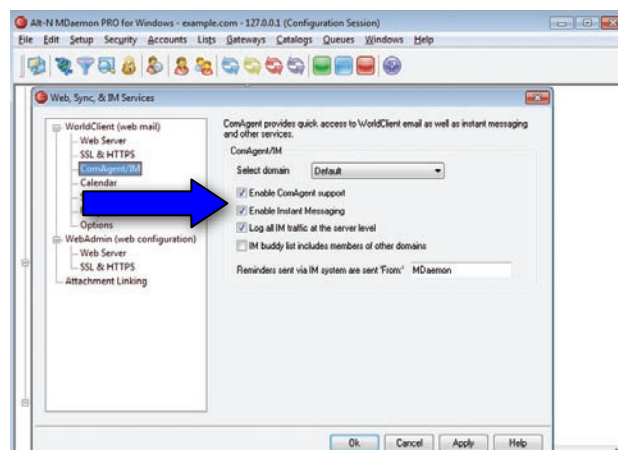 Alt-N MDaemon PRO for Windows - example.com - 127.0.0.1 (Configuration Session)
File Edit Setup Security Accounts Lists Gateways Catalogs Queues Windows Help
Web, Sync, & IM Services
WorldClient (web mail)
Web Server
SSL & HTTPS
ComAgent/IM
Calendar
Options
WebAdmin (web configuration)
Web Server
SSL & HTTPS
Attachment Linking
ComAgent provides quick access to WorldClient email as well as instant messaging
and other services.
ComAgent/IM
Select domain Default
Enable ComAgent support
Enable Instant Messaging
Log all IM traffic at the server level
IM buddy list includes members of other domains
Reminders sent via IM system are sent 'From:' MDaemon
Ok Cancel Apply Help